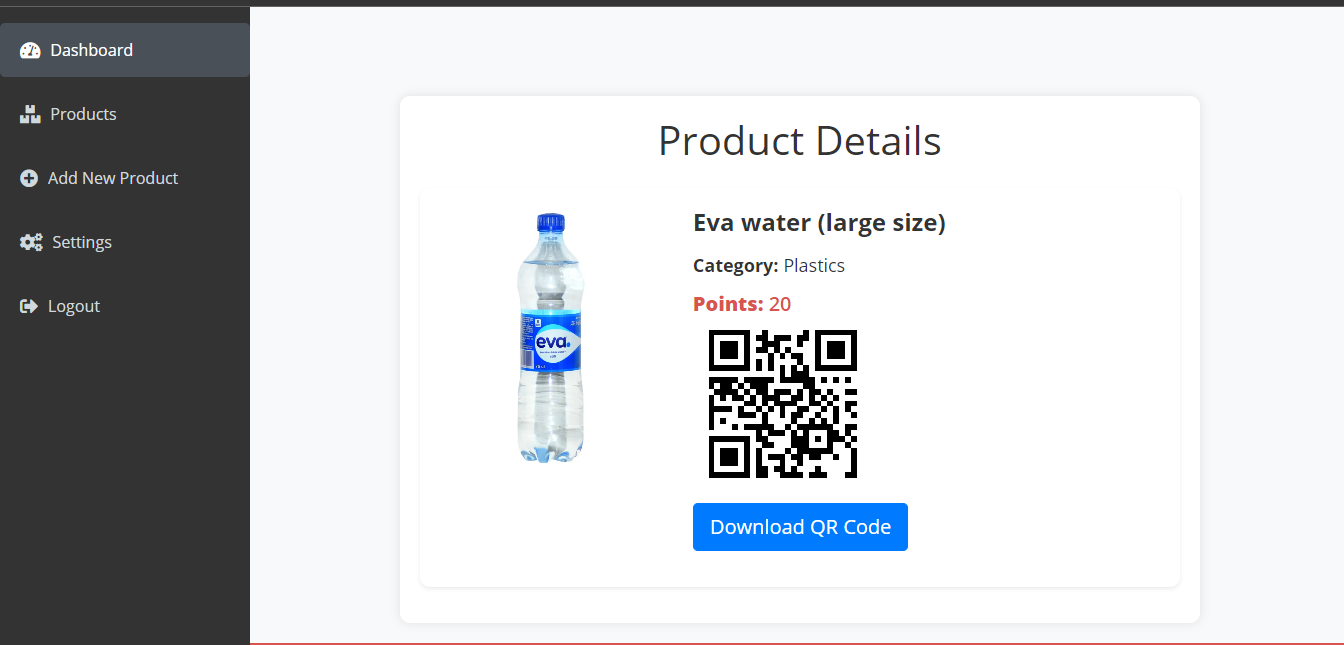 Dashboard
Products
Add New Product
Settings
Logout
Product Details
Eva water (large size)
Category: Plastics
Points: 20
eva.
Download QR Code